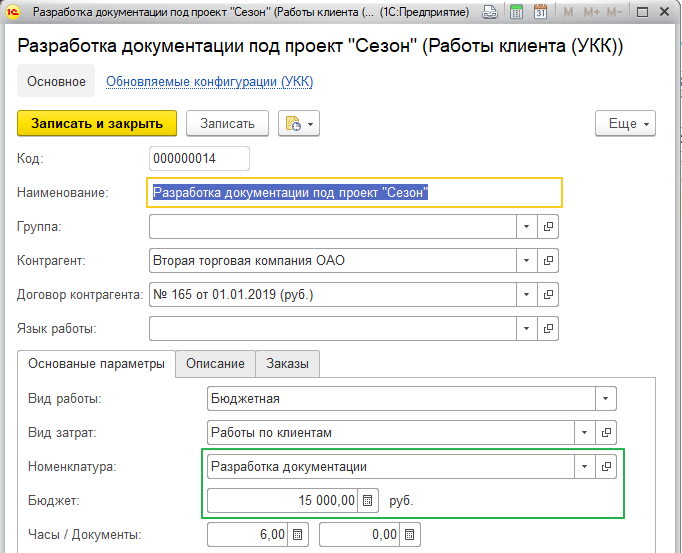 1С Разработка документации под проект "Сезон" (Работы клиента (... (1С:Предприятие) 31 M M+ M-
Разработка документации под проект "Сезон" (Работы клиента (УКК))
Основное Обновляемые конфигурации (УКК)
Записать и закрыть Записать Еще
Код: 000000014
Наименование: Разработка документации под проект "Сезон"
Группа:
Контрагент: Вторая торговая компания ОАО
Договор контрагента: № 165 от 01.01.2019 (руб.)
Язык работы:
Основаные параметры Описание Заказы
Вид работы: Бюджетная
Вид затрат: Работы по клиентам
Номенклатура: Разработка документации
Бюджет: 15 000,00 руб.
Часы / Документы: 6,00 0,00